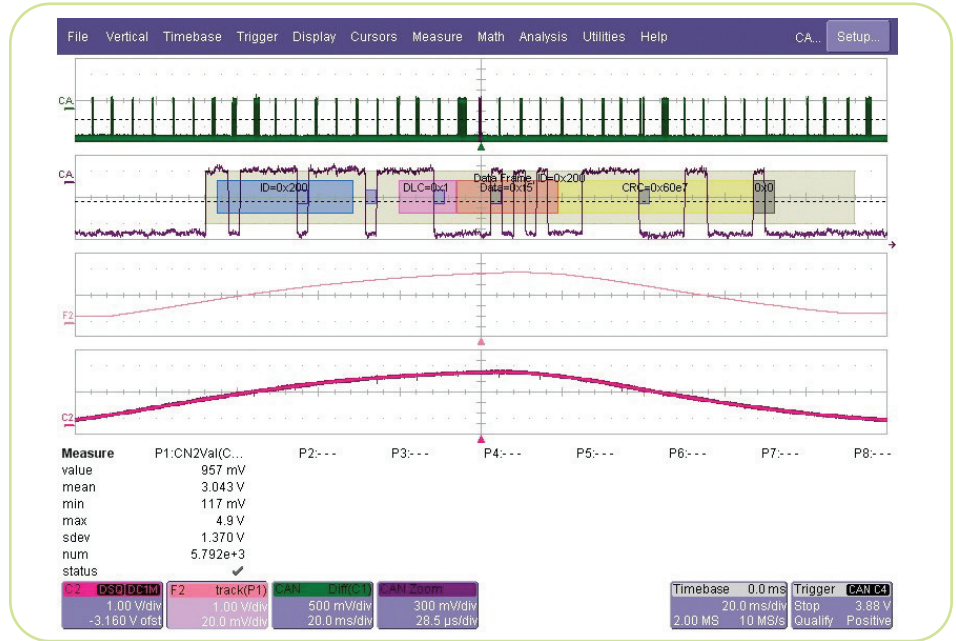 File Vertical Timebase Trigger Display Cursors Measure Math Analysis Utilities Help CA... Setup...
CA
CA
Data Frame ID=0x200
ID=0x200 DLC=0x1 Data=0xf5 CRC=0x60e7 0x0
F2
C2
Measure P1:CN2Val(C... P2:- - - P3:- - - P4:- - - P5:- - - P6:- - - P7:- - - P8:- - -
value 957 mV
mean 3.043 V
min 117 mV
max 4.9 V
sdev 1.370 V
num 5.792e+3
status ✓
C2 DSQ DC1M F2 track(P1) CAN Diff(C1) CAN Zoom Timebase 0.0 ms Trigger CAN C4
1.00 V/div 1.00 V/div 500 mV/div 300 mV/div 20.0 ms/div Stop 3.88 V
-3.160 V ofst 20.0 ms/div 20.0 ms/div 28.5 µs/div 2.00 MS 10 MS/s Qualify Positive